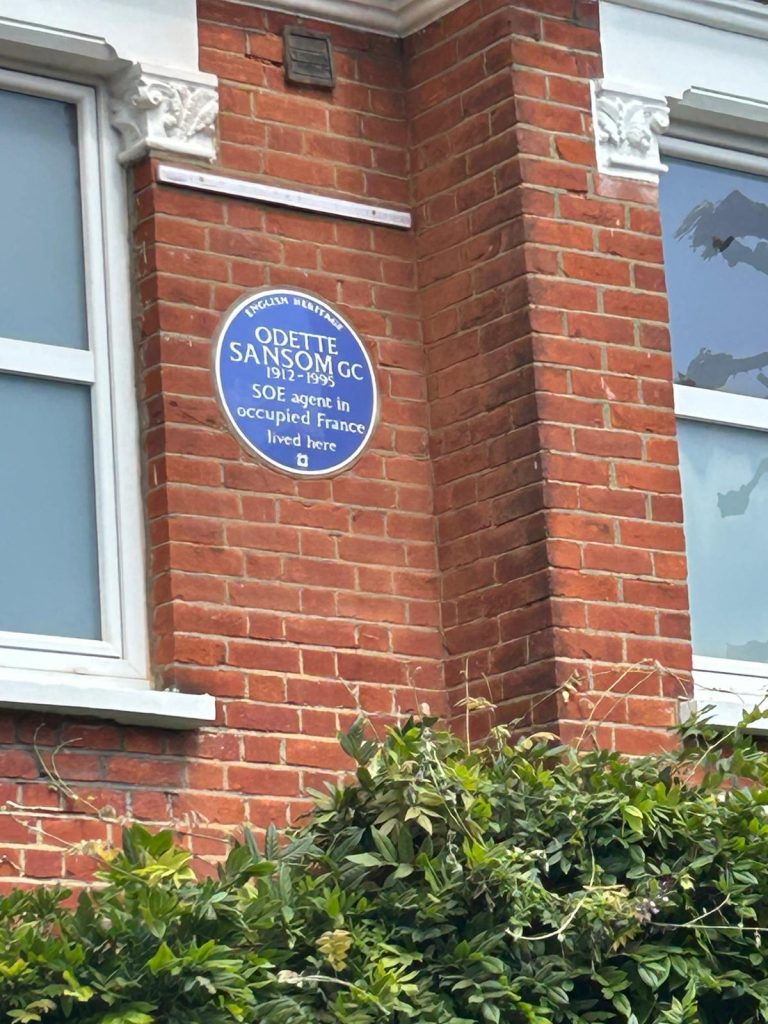 ENGLISH HERITAGE
ODETTE
SANSOM GC
1912-1995
SOE agent in
occupied France
lived here